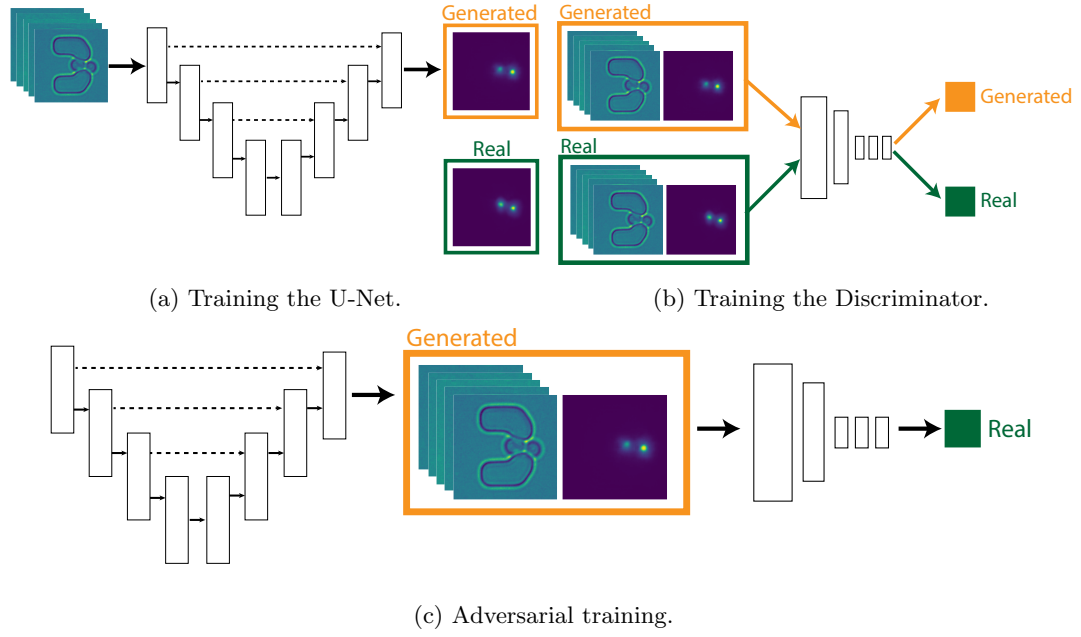 Generated
Real
(a) Training the U-Net.
Generated
Real
Generated
Real
(b) Training the Discriminator.
Generated
Real
(c) Adversarial training.